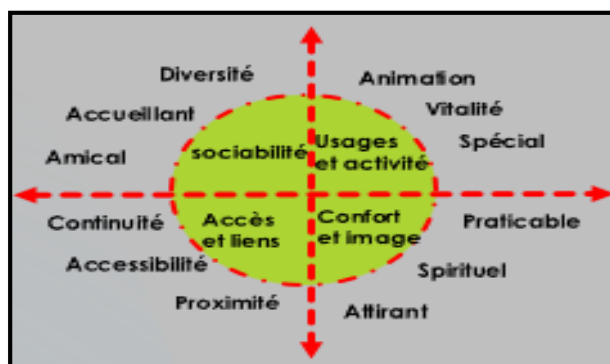 Diversité
Animation
Accueillant
Vitalité
Amical
sociabilité
Usages
et activité
Spécial
Continuité
Accès
et liens
Confort
et image
Praticable
Accessibilité
Spirituel
Proximité
Attirant